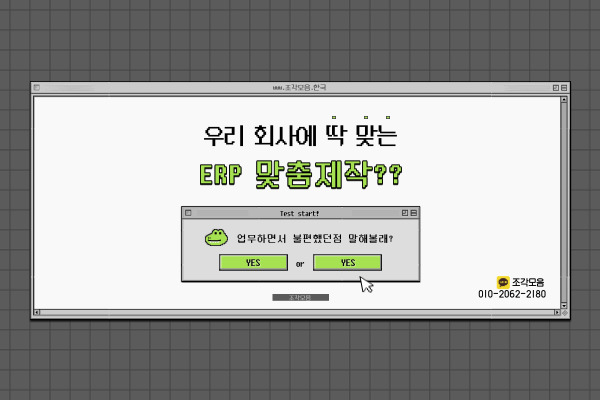 www.조각모음.한국
우리 회사에 딱 맞는
ERP 맞춤제작??
Test start!
업무하면서 불편했던점 말해볼래?
YES or YES
조각모음
조각모음
010-2062-2180